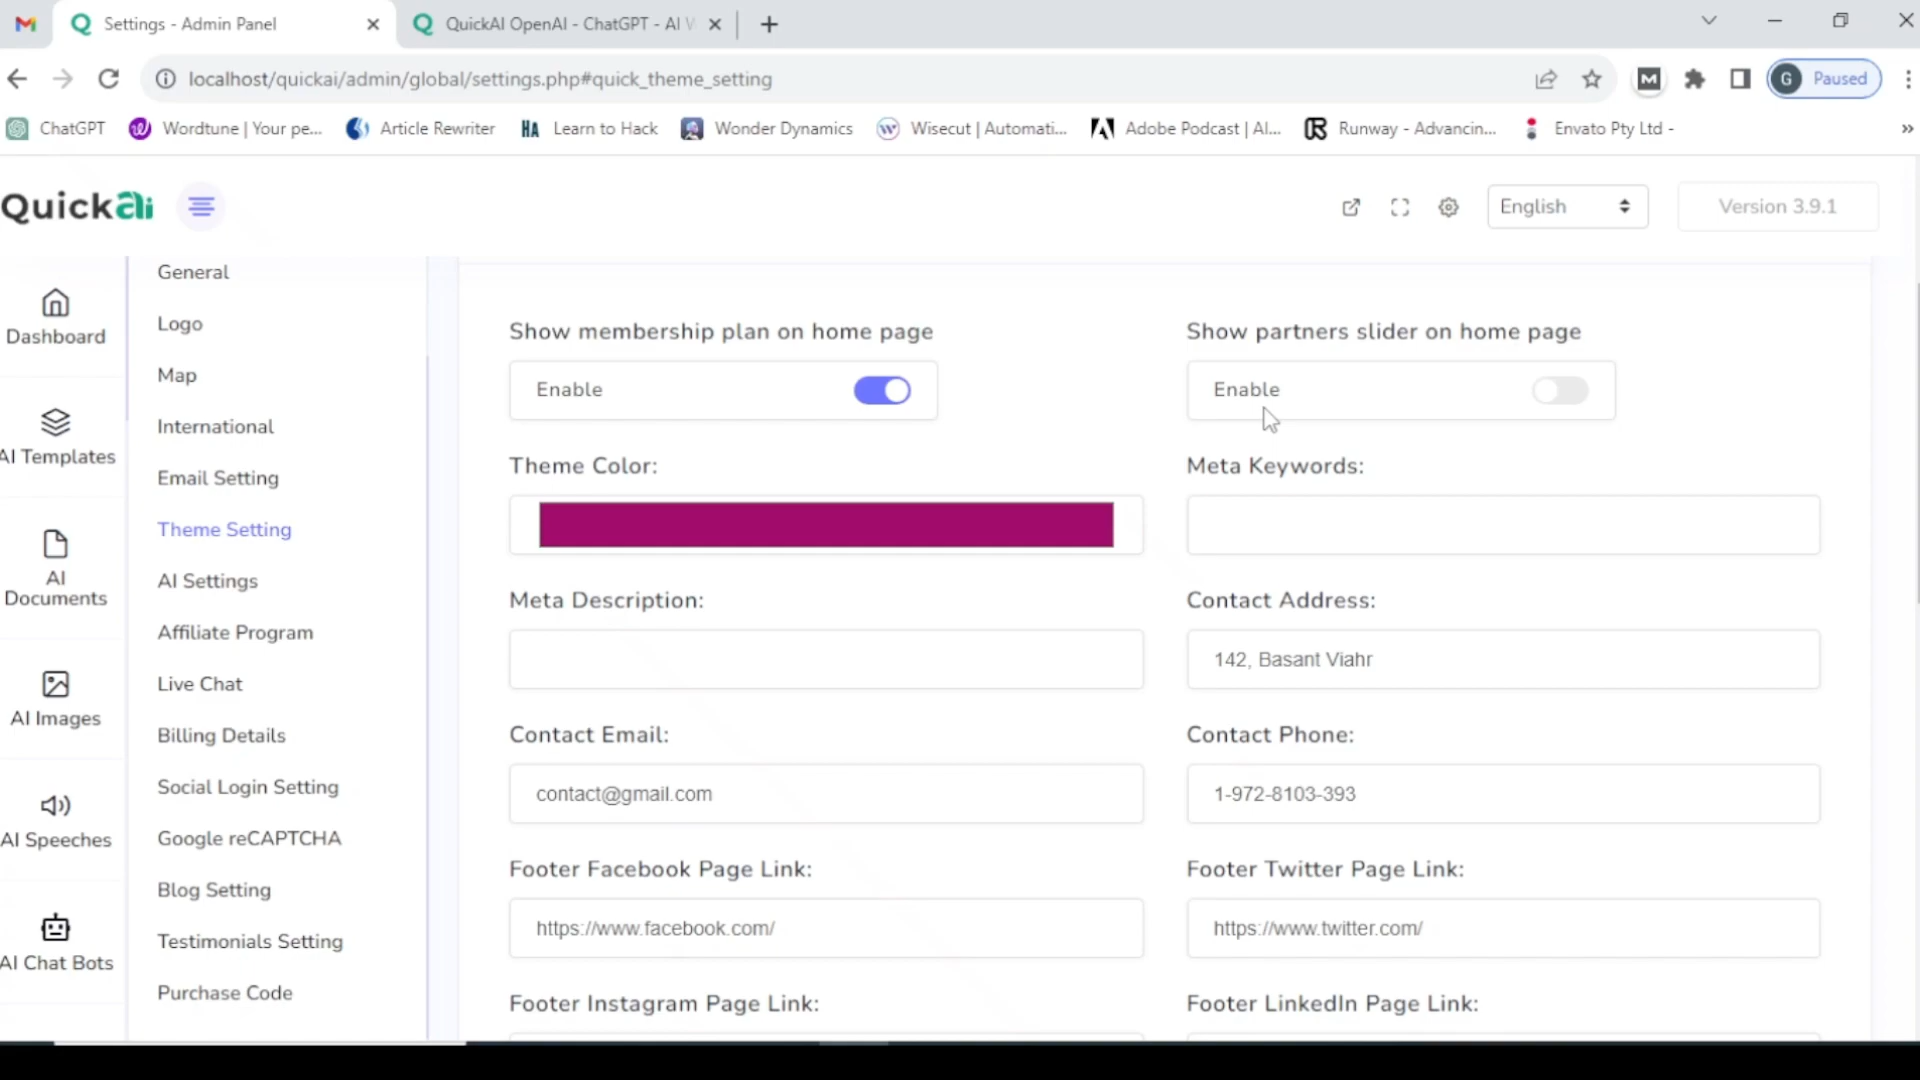 Settings - Admin Panel
QuickAI OpenAI - ChatGPT - AI W
localhost/quickai/admin/global/settings.php#quick_theme_setting
G Paused
ChatGPT
Wordtune | Your pe...
Article Rewriter
HA Learn to Hack
Wonder Dynamics
Wisecut | Automati...
Adobe Podcast | AI...
Runway - Advancin...
Envato Pty Ltd -
»
QuickAi
English
Version 3.9.1
Dashboard
AI Templates
AI
Documents
AI Images
AI Speeches
AI Chat Bots
General
Logo
Map
International
Email Setting
Theme Setting
AI Settings
Affiliate Program
Live Chat
Billing Details
Social Login Setting
Google reCAPTCHA
Blog Setting
Testimonials Setting
Purchase Code
Show membership plan on home page
Enable
Show partners slider on home page
Enable
Theme Color:
Meta Keywords:
Meta Description:
Contact Address:
142, Basant Viahr
Contact Email:
contact@gmail.com
Contact Phone:
1-972-8103-393
Footer Facebook Page Link:
https://www.facebook.com/
Footer Twitter Page Link:
https://www.twitter.com/
Footer Instagram Page Link:
Footer LinkedIn Page Link: